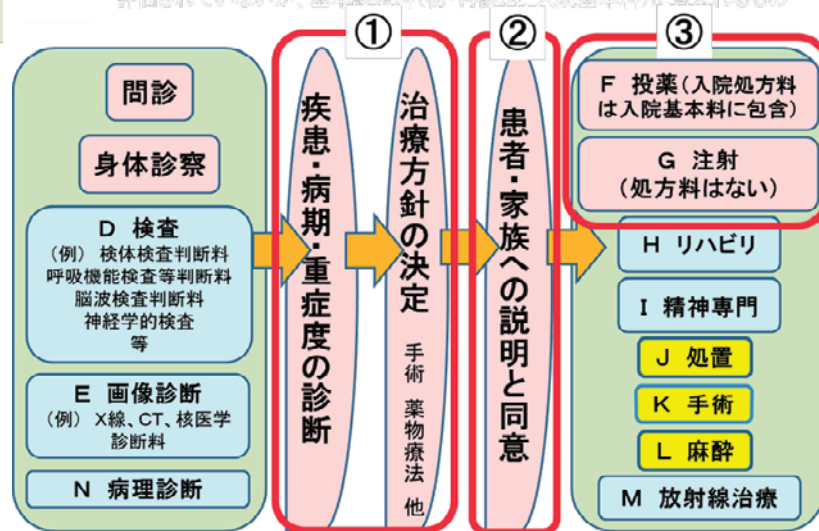 ①
②
③
問診
身体診察
D 検査
(例) 検体検査判断料
呼吸機能検査等判断料
脳波検査判断料
神経学的検査
等
E 画像診断
(例) X線、CT、核医学
診断料
N 病理診断
疾患・病期・重症度の診断
治療方針の決定
手術 薬物療法 他
患者・家族への説明と同意
F 投薬(入院処方料
は入院基本料に包含)
G 注射
(処方料はない)
H リハビリ
I 精神専門
J 処置
K 手術
L 麻酔
M 放射線治療